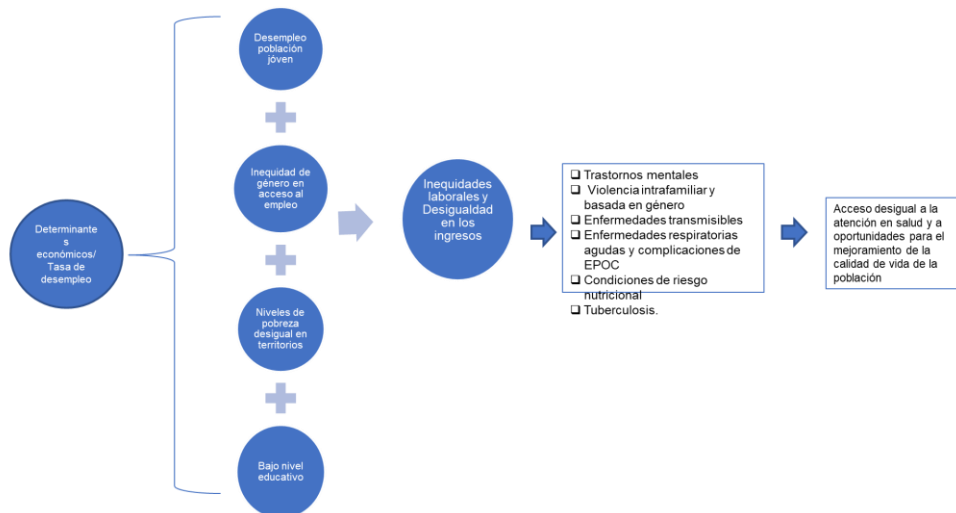 Determinante
s
económicos/
Tasa de
desempleo
Desempleo
población
jóven
Inequidad de
género en
acceso al
empleo
Niveles de
pobreza
desigual en
territorios
Bajo nivel
educativo
Inequidades
laborales y
Desigualdad
en los
ingresos
❑ Trastornos mentales
❑ Violencia intrafamiliar y
basada en género
❑ Enfermedades transmisibles
❑ Enfermedades respiratorias
agudas y complicaciones de
EPOC
❑ Condiciones de riesgo
nutricional
❑ Tuberculosis.
Acceso desigual a la
atención en salud y a
oportunidades para el
mejoramiento de la
calidad de vida de la
población